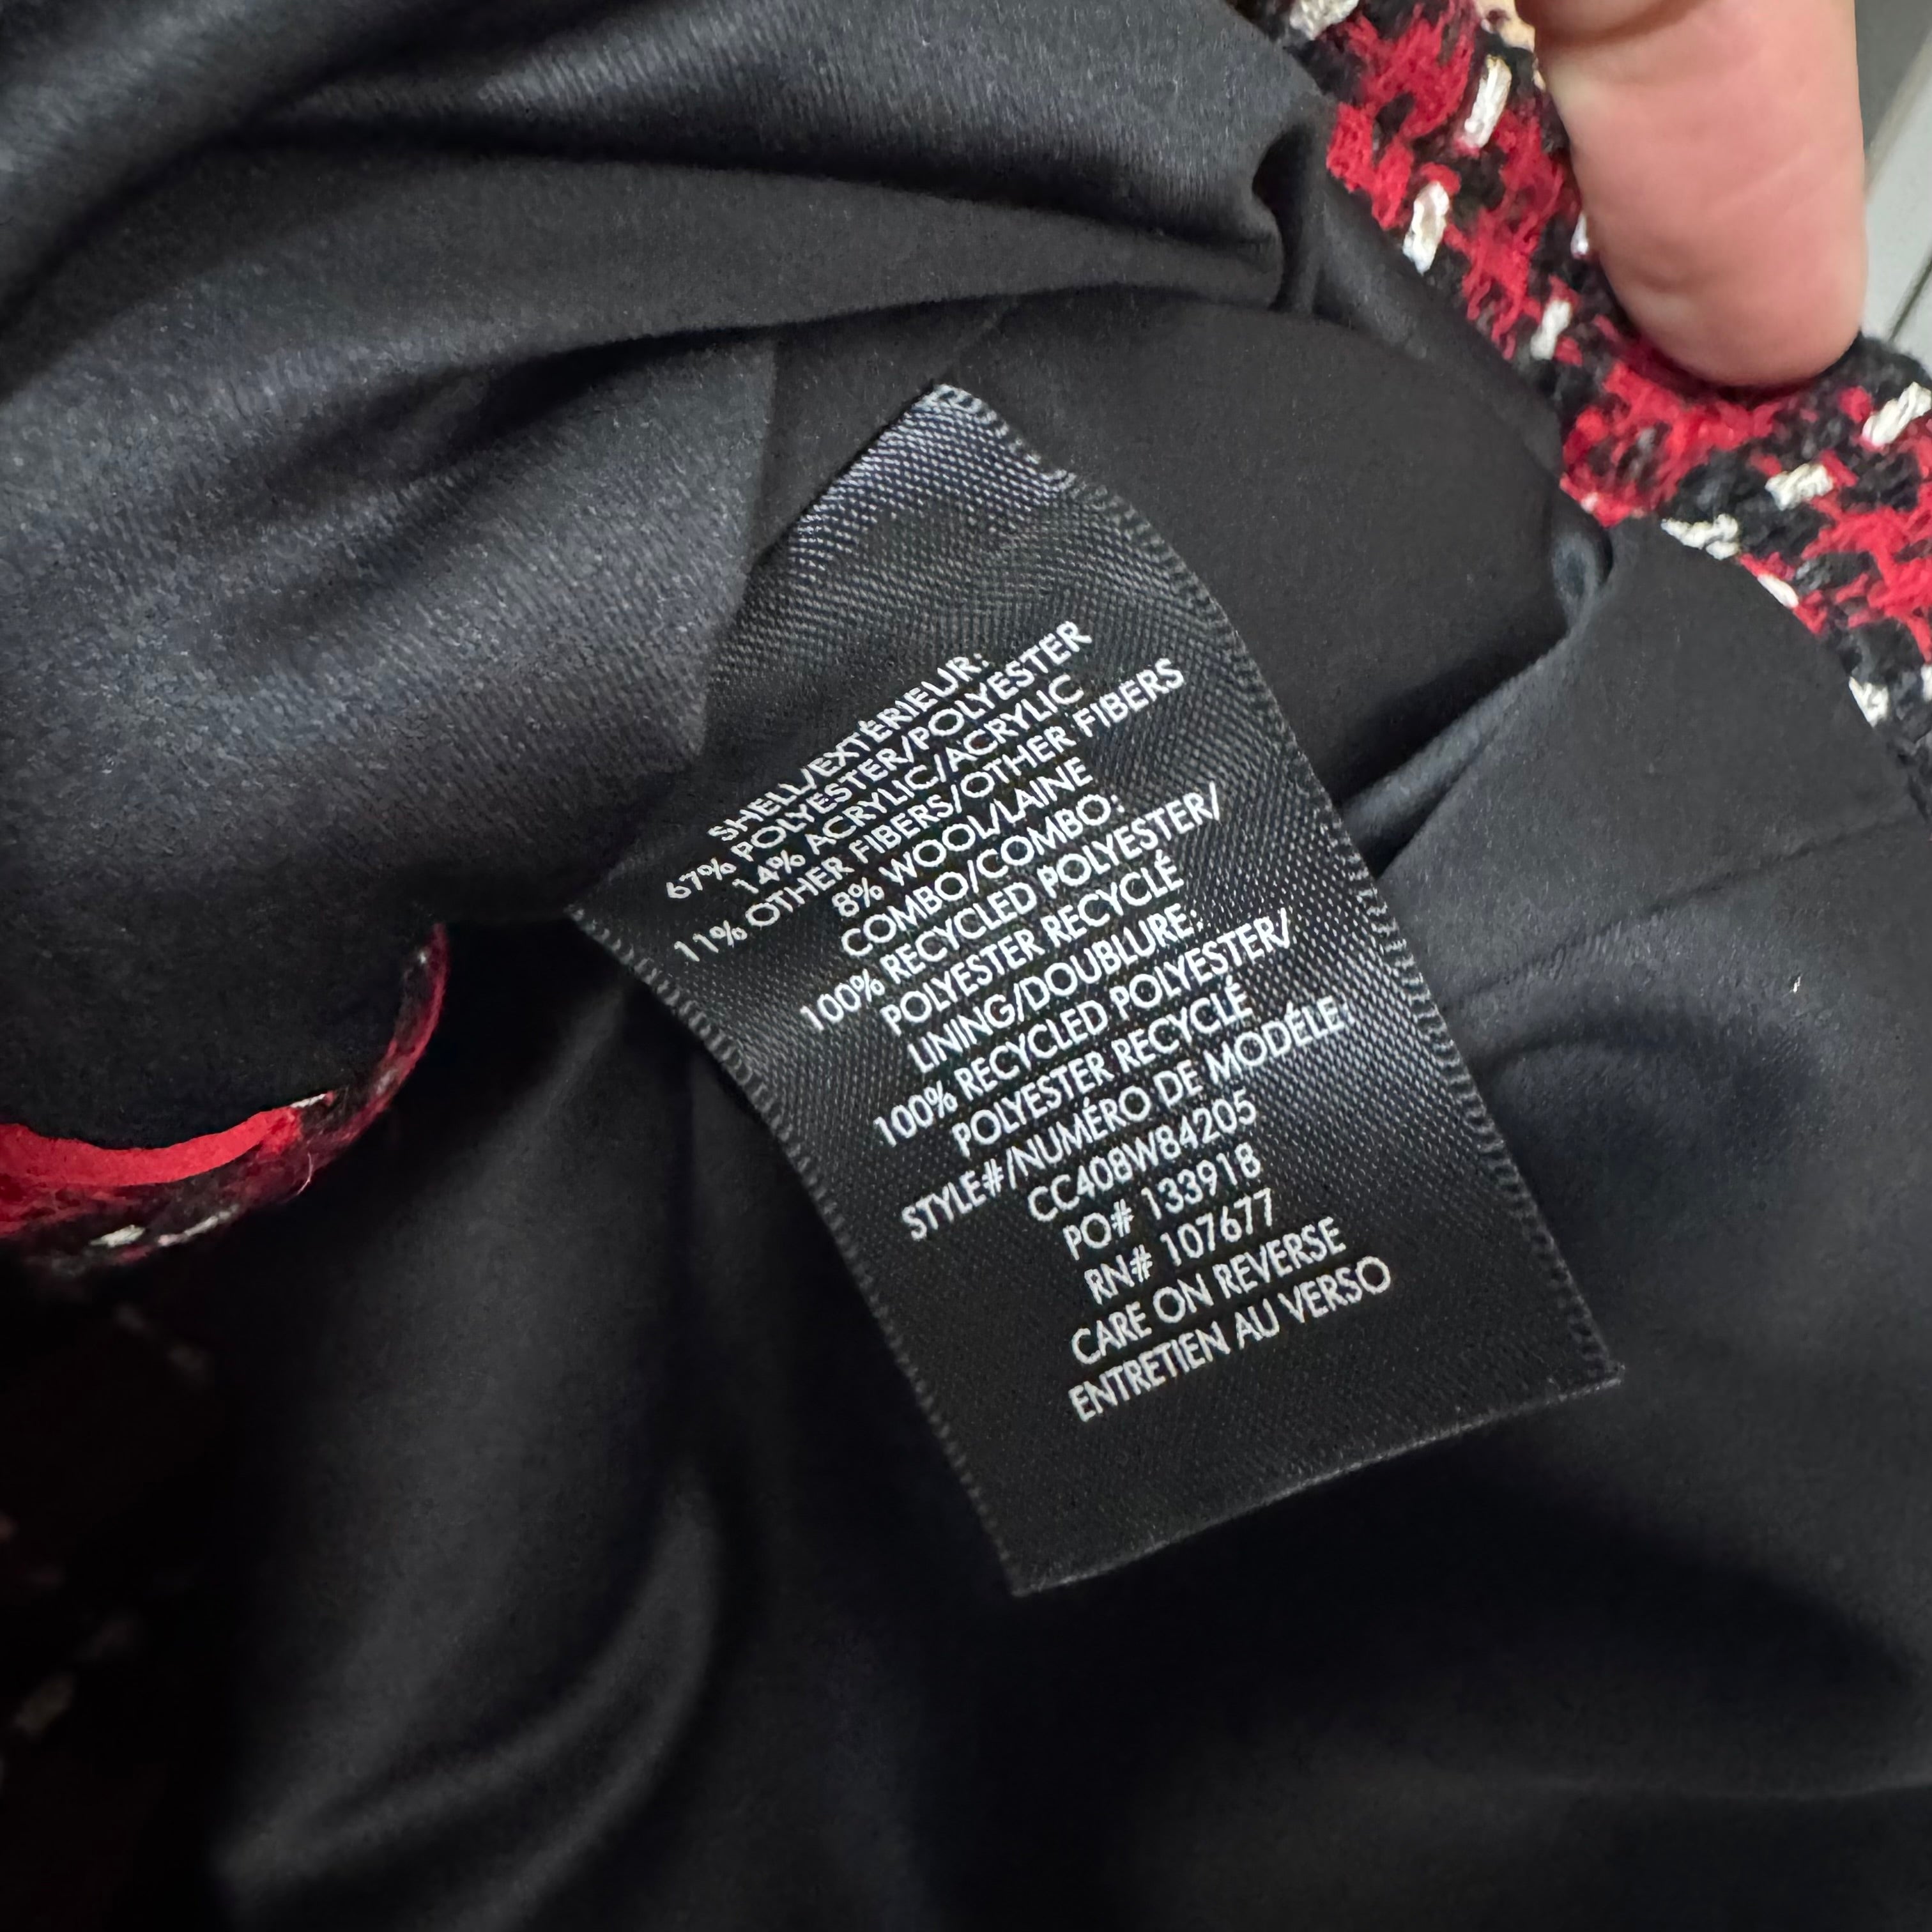 SHELL/EXTÉRIEUR:
67% POLYESTER/POLYESTER
14% ACRYLIC/ACRYLIC
11% OTHER FIBERS/OTHER FIBERS
8% WOOL/LAINE
COMBO/COMBO:
100% RECYCLED POLYESTER/
POLYESTER RECYCLÉ
LINING/DOUBLURE:
100% RECYCLED POLYESTER/
POLYESTER RECYCLÉ
STYLE#/NUMÉRO DE MODÉLE
CC408W84205
PO# 133918
RN# 107677
CARE ON REVERSE
ENTRETIEN AU VERSO